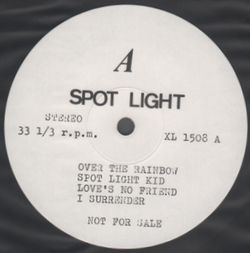 A
SPOT LIGHT
STEREO
33 1/3 r.p.m. XL 1508 A
OVER THE RAINBOW
SPOT LIGHT KID
LOVE'S NO FRIEND
I SURRENDER
NOT FOR SALE